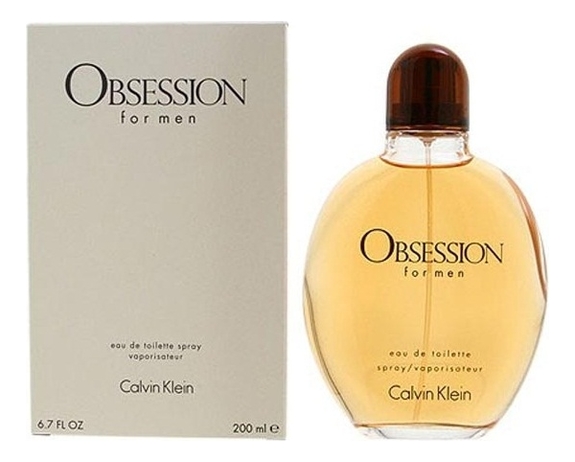 OBSESSION
for men
eau de toilette spray
vaporisateur
Calvin Klein
6.7 FL OZ 200 ml ℮
OBSESSION
for men
eau de toilette
spray/vaporisateur
Calvin Klein